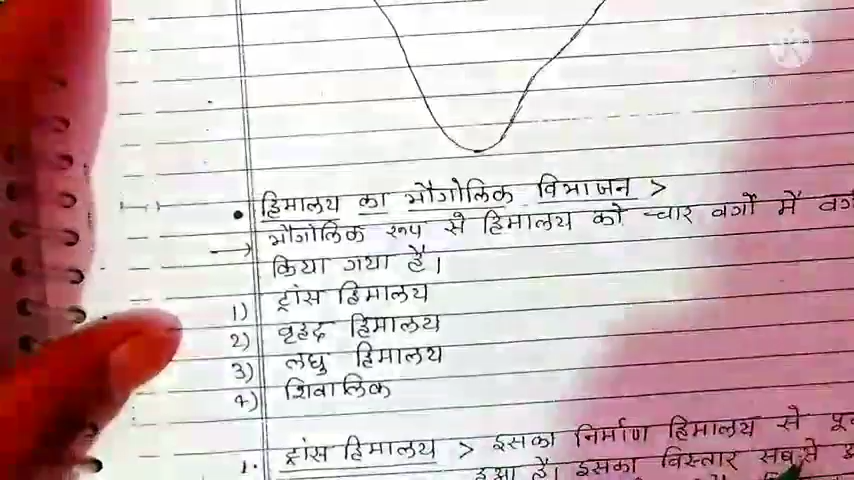 हिमालय का भौगोलिक विभाजन >
→ भौगोलिक रूप से हिमालय को चार वर्गो में
किया गया है।
1) ट्रांस हिमालय
2) वृहद हिमालय
3) लघु हिमालय
4) शिवालिक
1. ट्रांस हिमालय > इसका निर्माण हिमालय से
हुआ है। इसका विस्तार सबसे